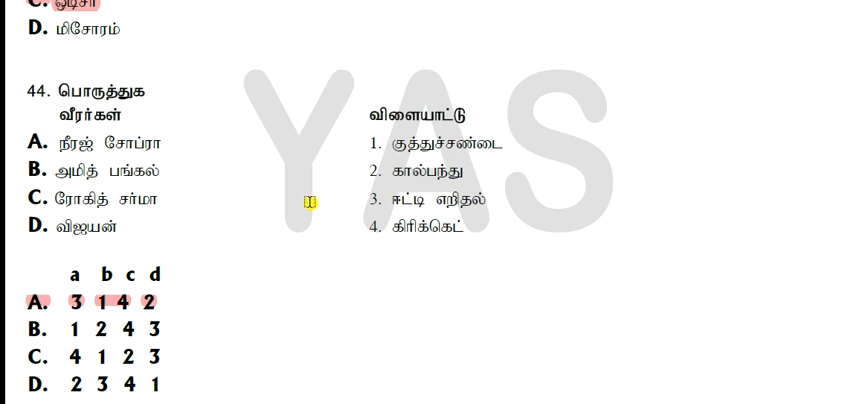 C. ஒடிசா
D. மிசோரம்
44. பொருத்துக
வீரர்கள் விளையாட்டு
A. நீரஜ் சோப்ரா 1. குத்துச்சண்டை
B. அமித் பங்கல் 2. கால்பந்து
C. ரோகித் சர்மா 3. ஈட்டி எறிதல்
D. விஜயன் 4. கிரிக்கெட்
YAS
a b c d
A. 3 1 4 2
B. 1 2 4 3
C. 4 1 2 3
D. 2 3 4 1